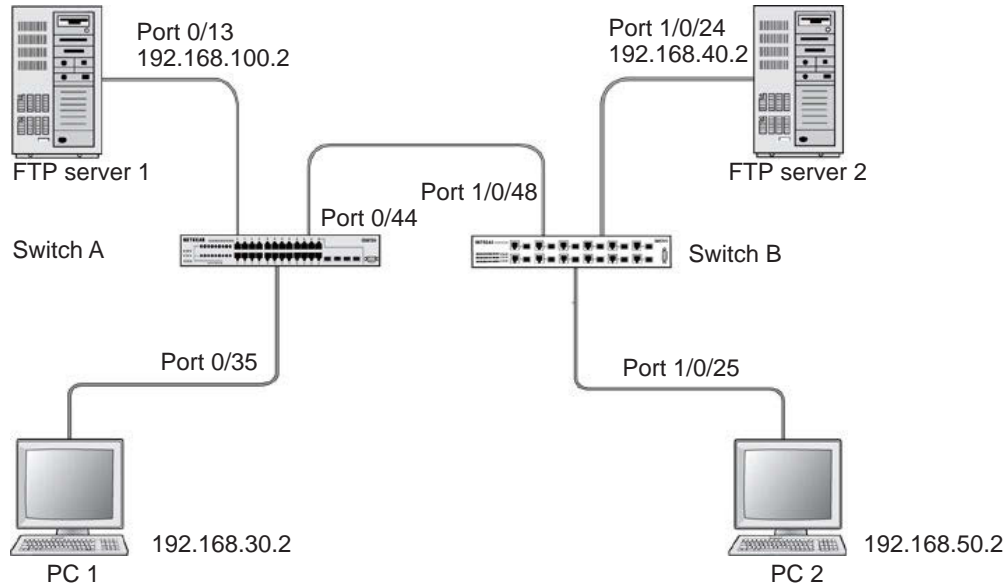 Port 0/13
192.168.100.2
Port 1/0/24
192.168.40.2
FTP server 1
FTP server 2
Port 1/0/48
Port 0/44
Switch A
NETGEAR
NETGEAR
Switch B
Port 0/35
Port 1/0/25
192.168.30.2
192.168.50.2
PC 1
PC 2